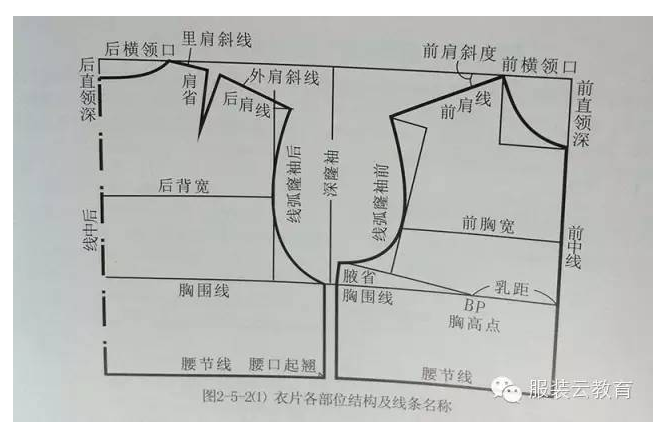 后横领口
里肩斜线
前肩斜度
前横领口
后直领深
肩省
外肩斜线
后肩线
前肩线
前直领深
线弧窿袖后
深窿袖
线弧窿袖前
后背宽
前胸宽
线中后
前中线
腋省
乳距
胸围线
胸围线
BP
胸高点
腰节线
腰口起翘
腰节线
图2-5-2(1) 衣片各部位结构及线条名称
服装云教育